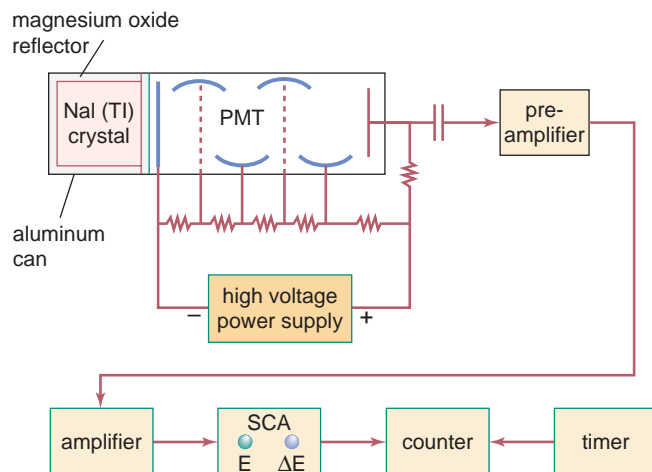 magnesium oxide
reflector
NaI (Tl)
crystal
PMT
pre-
amplifier
aluminum
can
–
high voltage
power supply
+
amplifier
SCA
E
ΔE
counter
timer